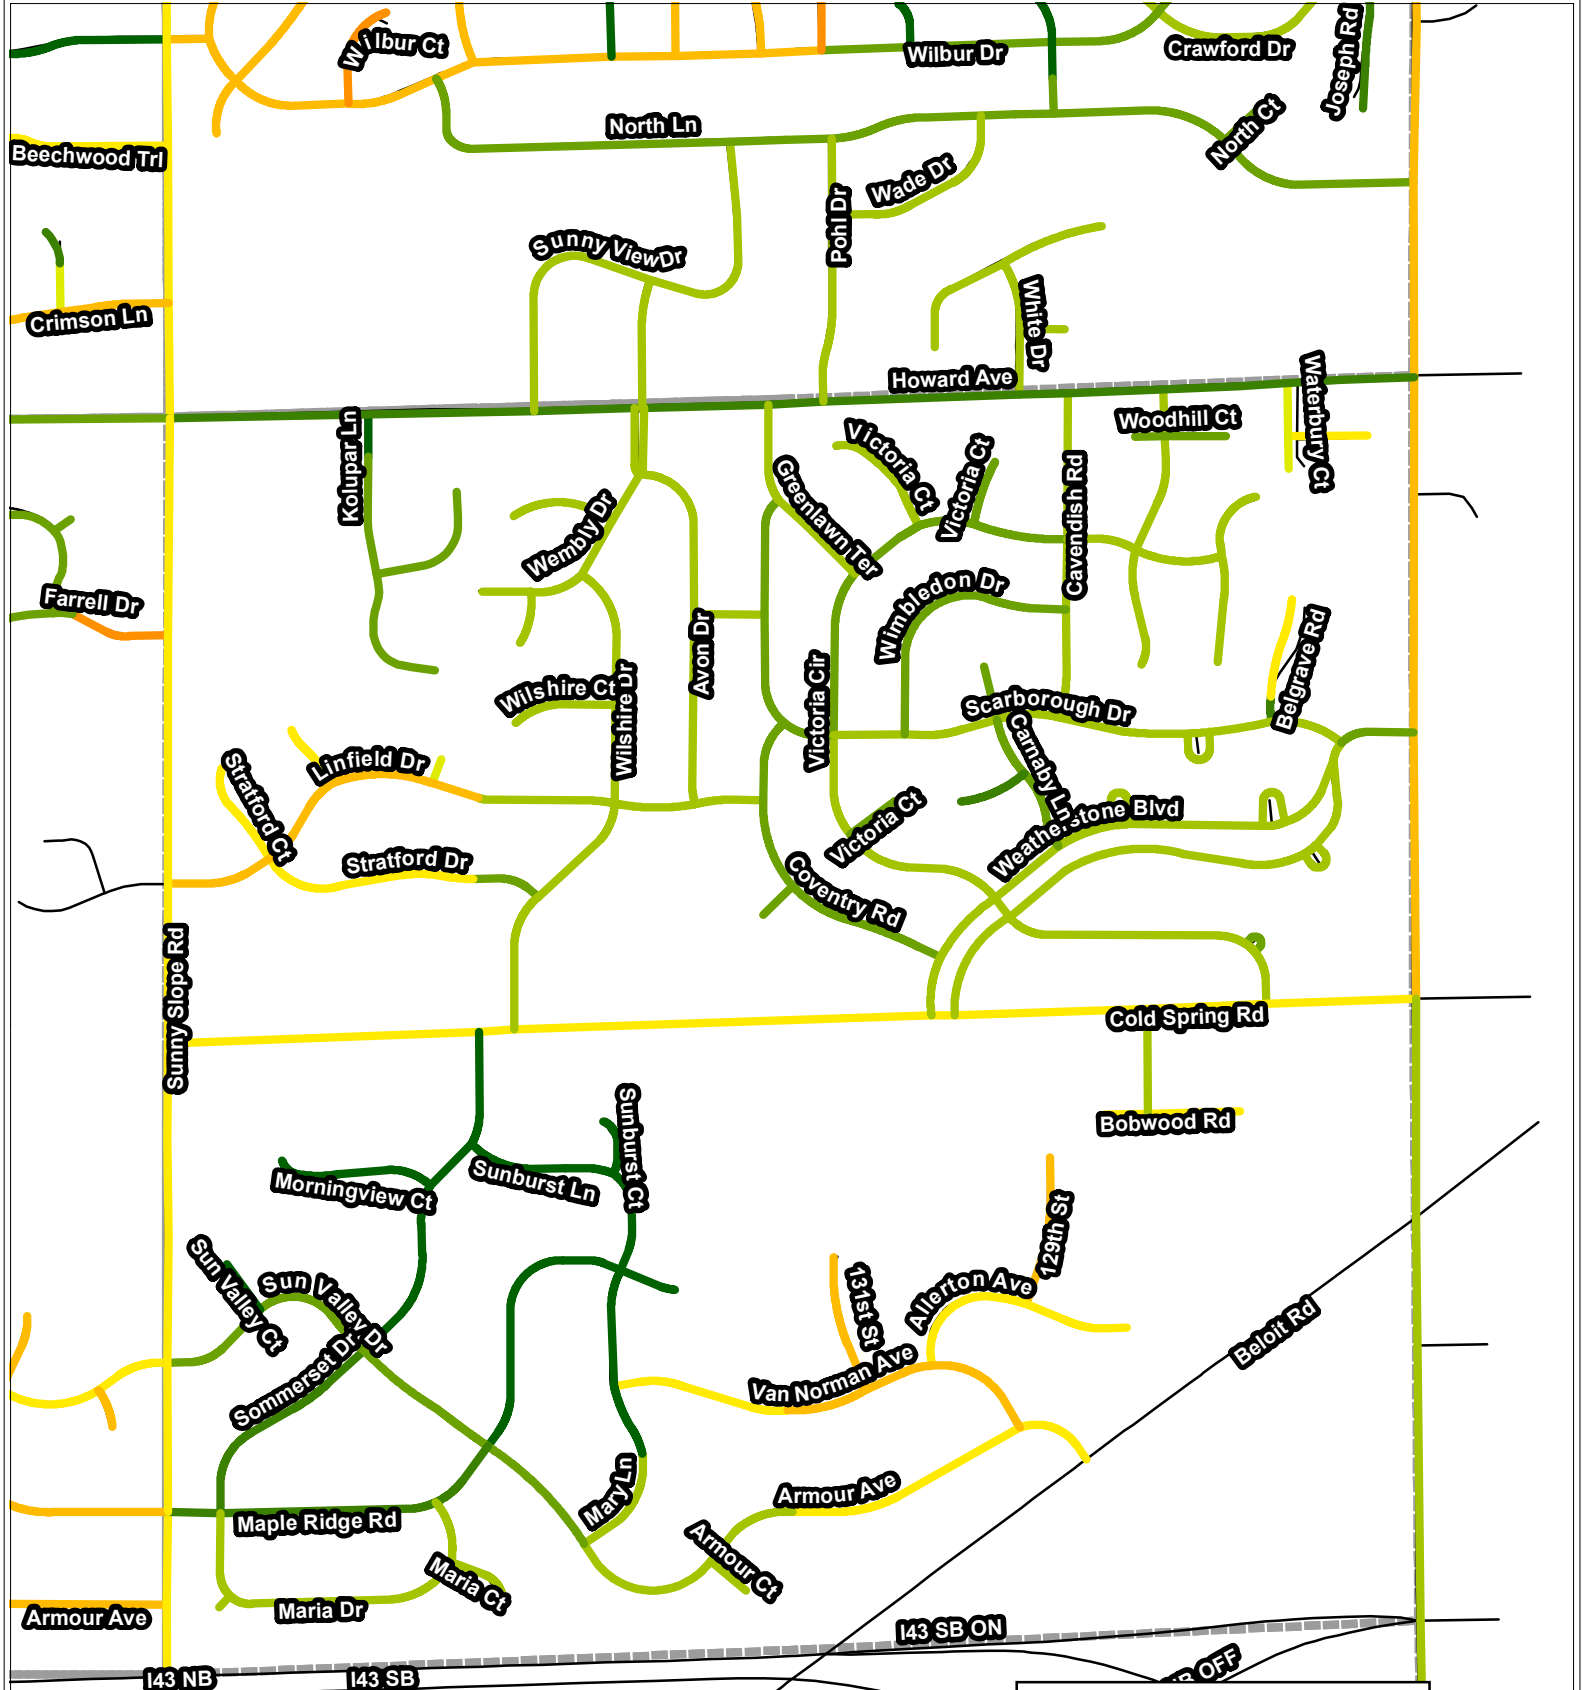 Wilbur Ct
Wilbur Dr
Crawford Dr
Joseph Rd
North Ln
North Ct
Beechwood Trl
Wade Dr
Pohl Dr
Sunny View Dr
White Dr
Crimson Ln
Howard Ave
Waterbury Ct
Woodhill Ct
Kolupar Ln
Victoria Ct
Victoria Ct
Greenlawn Ter
Cavendish Rd
Wembly Dr
Wimbledon Dr
Farrell Dr
Avon Dr
Belgrave Rd
Wilshire Ct
Wilshire Dr
Victoria Cir
Scarborough Dr
Carnaby Ln
Linfield Dr
Stratford Ct
Victoria Ct
Weatherstone Blvd
Stratford Dr
Coventry Rd
Sunny Slope Rd
Cold Spring Rd
Bobwood Rd
Sunburst Ct
Sunburst Ln
Morningview Ct
129th St
Sun Valley Ct
Sun Valley Dr
131st St
Allerton Ave
Beloit Rd
Sommerset Dr
Van Norman Ave
Mary Ln
Armour Ave
Maple Ridge Rd
Armour Ct
Maria Ct
Maria Dr
Armour Ave
I43 SB ON
I43 NB
I43 SB
OFF